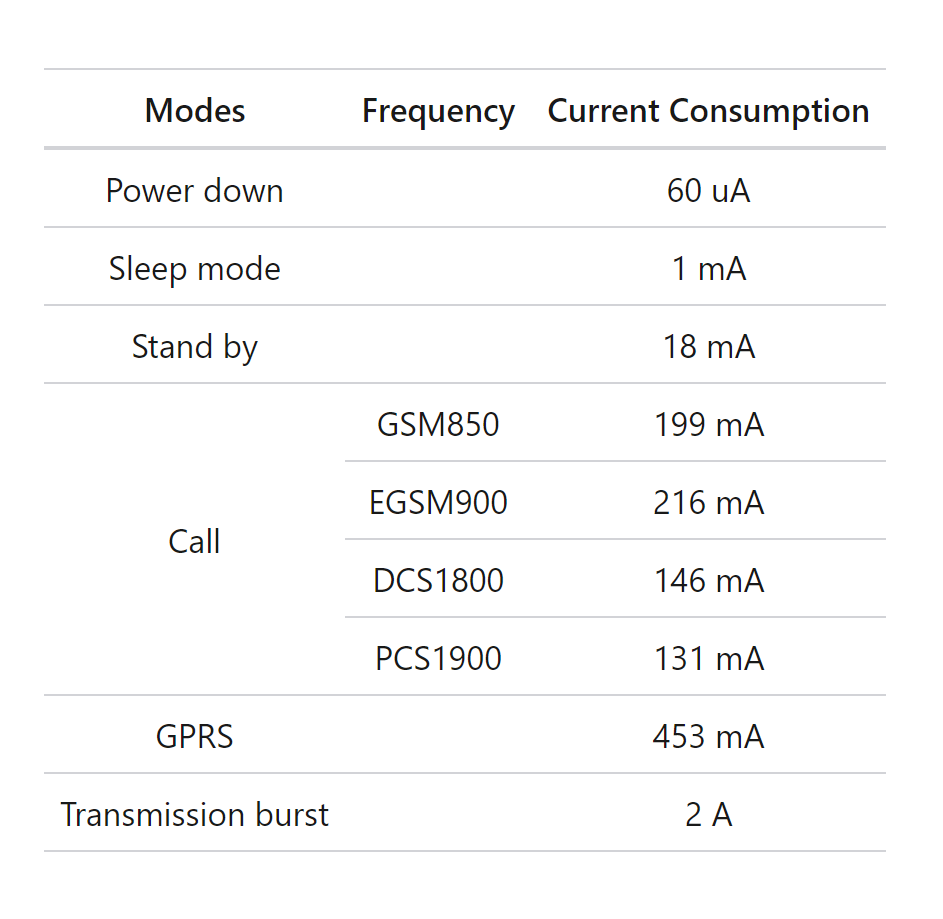 Modes Frequency Current Consumption
Power down 60 uA
Sleep mode 1 mA
Stand by 18 mA
Call
GSM850 199 mA
EGSM900 216 mA
DCS1800 146 mA
PCS1900 131 mA
GPRS 453 mA
Transmission burst 2 A